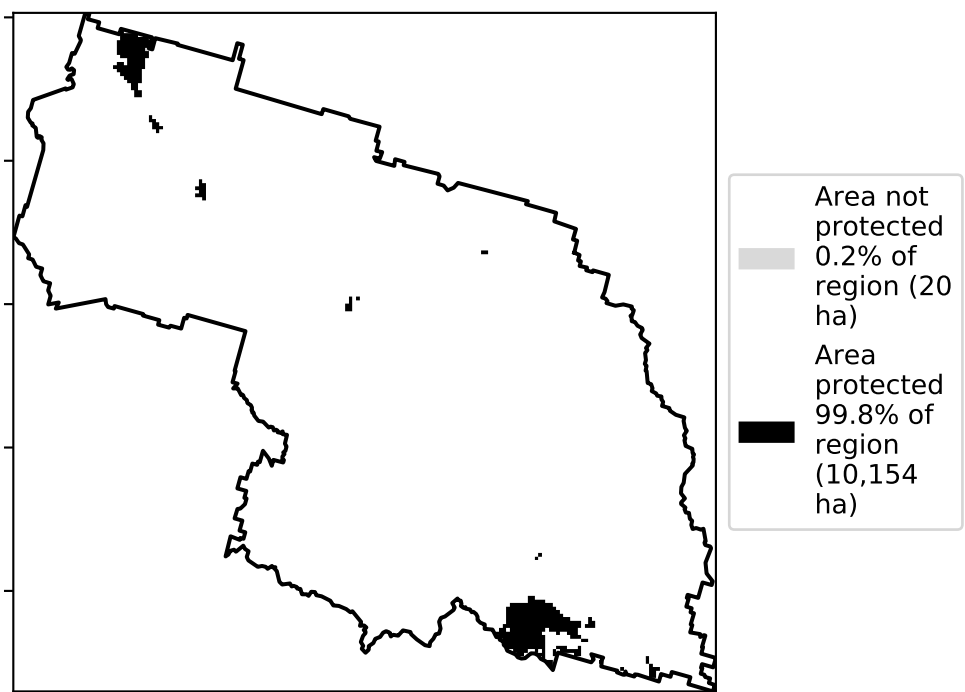 Area not
protected
0.2% of
region (20
ha)
Area
protected
99.8% of
region
(10,154
ha)